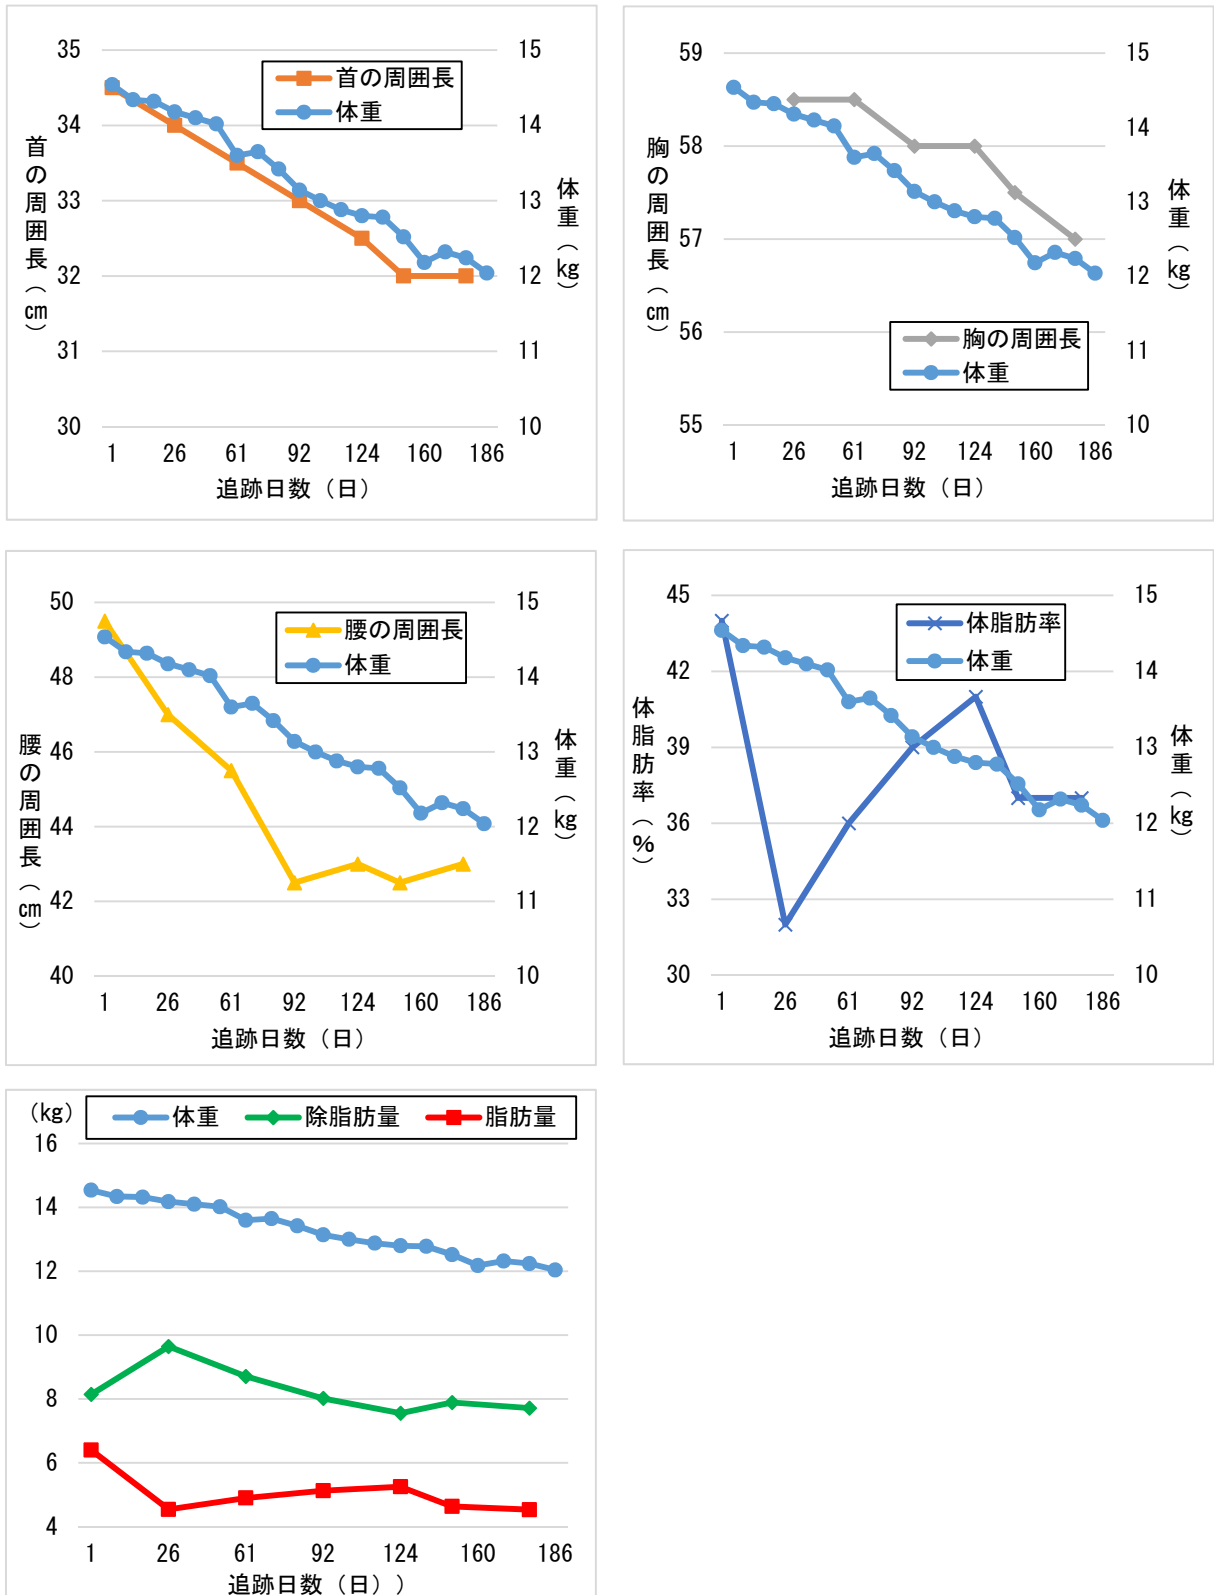 35
34
33
32
31
30
首の周囲長（㎝）
首の周囲長
体重
15
14
13
12
11
10
体重（㎏）
1 26 61 92 124 160 186
追跡日数（日）
59
58
57
56
55
胸の周囲長（㎝）
胸の周囲長
体重
15
14
13
12
11
10
体重（㎏）
1 26 61 92 124 160 186
追跡日数（日）
50
48
46
44
42
40
腰の周囲長（㎝）
腰の周囲長
体重
15
14
13
12
11
10
体重（㎏）
1 26 61 92 124 160 186
追跡日数（日）
45
42
39
36
33
30
体脂肪率（％）
体脂肪率
体重
15
14
13
12
11
10
体重（㎏）
1 26 61 92 124 160 186
追跡日数（日）
（㎏）
体重 除脂肪量 脂肪量
16
14
12
10
8
6
4
1 26 61 92 124 160 186
追跡日数（日））